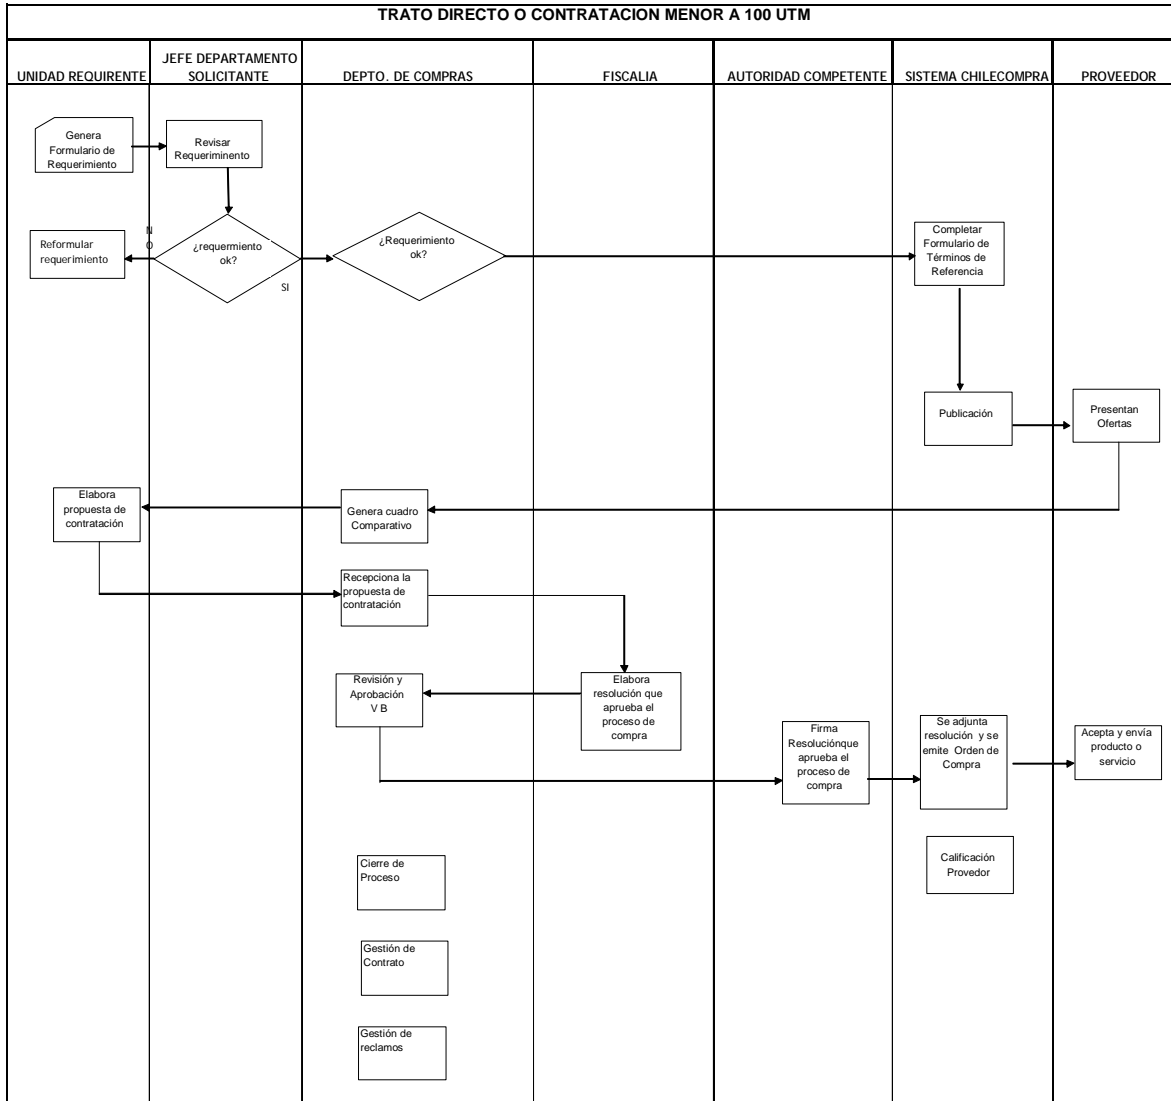 TRATO DIRECTO O CONTRATACION MENOR A 100 UTM
UNIDAD REQUIRENTE
JEFE DEPARTAMENTO
SOLICITANTE
DEPTO. DE COMPRAS
FISCALIA
AUTORIDAD COMPETENTE
SISTEMA CHILECOMPRA
PROVEEDOR
Genera
Formulario de
Requerimiento
Revisar
Requeriminento
Reformular
requerimiento
N
O
¿requermiento
ok?
SI
¿Requerimiento
ok?
Completar
Formulario de
Términos de
Referencia
Publicación
Presentan
Ofertas
Elabora
propuesta de
contratación
Genera cuadro
Comparativo
Recepciona la
propuesta de
contratación
Revisión y
Aprobación
V B
Elabora
resolución que
aprueba el
proceso de
compra
Firma
Resoluciónque
aprueba el
proceso de
compra
Se adjunta
resolución y se
emite Orden de
Compra
Acepta y envía
producto o
servicio
Cierre de
Proceso
Calificación
Provedor
Gestión de
Contrato
Gestión de
reclamos